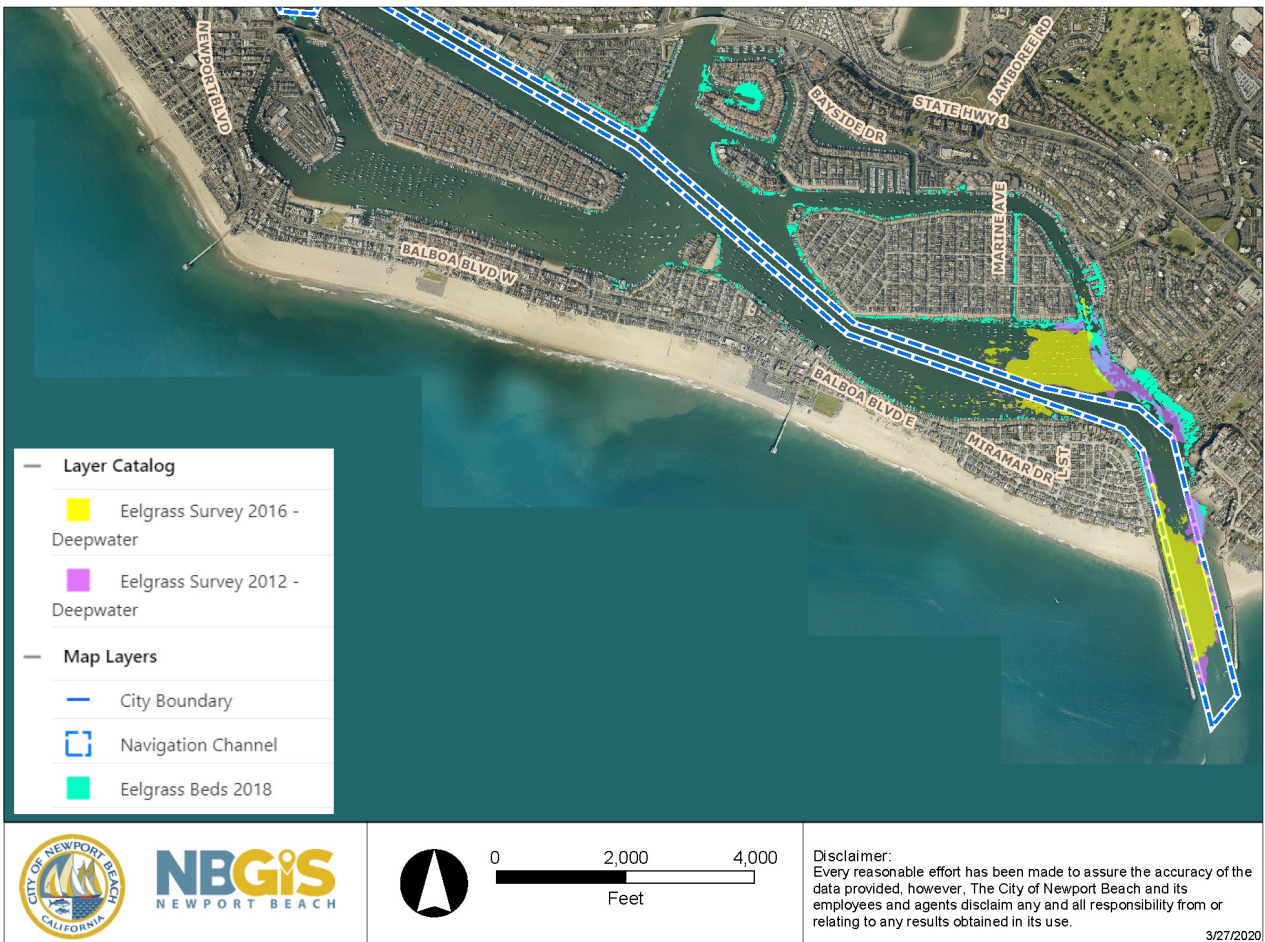 NEWPORT BLVD
JAMBOREE RD
STATE HWY 1
BAYSIDE DR
MARINE AVE
BALBOA BLVD W
BALBOA BLVD E
MIRAMAR DR
L ST
Layer Catalog
Eelgrass Survey 2016 -
Deepwater
Eelgrass Survey 2012 -
Deepwater
Map Layers
City Boundary
Navigation Channel
Eelgrass Beds 2018
CITY OF NEWPORT BEACH
CALIFORNIA
NBGIS
NEWPORT BEACH
0 2,000 4,000
Feet
Disclaimer:
Every reasonable effort has been made to assure the accuracy of the
data provided, however, The City of Newport Beach and its
employees and agents disclaim any and all responsibility from or
relating to any results obtained in its use.
3/27/2020